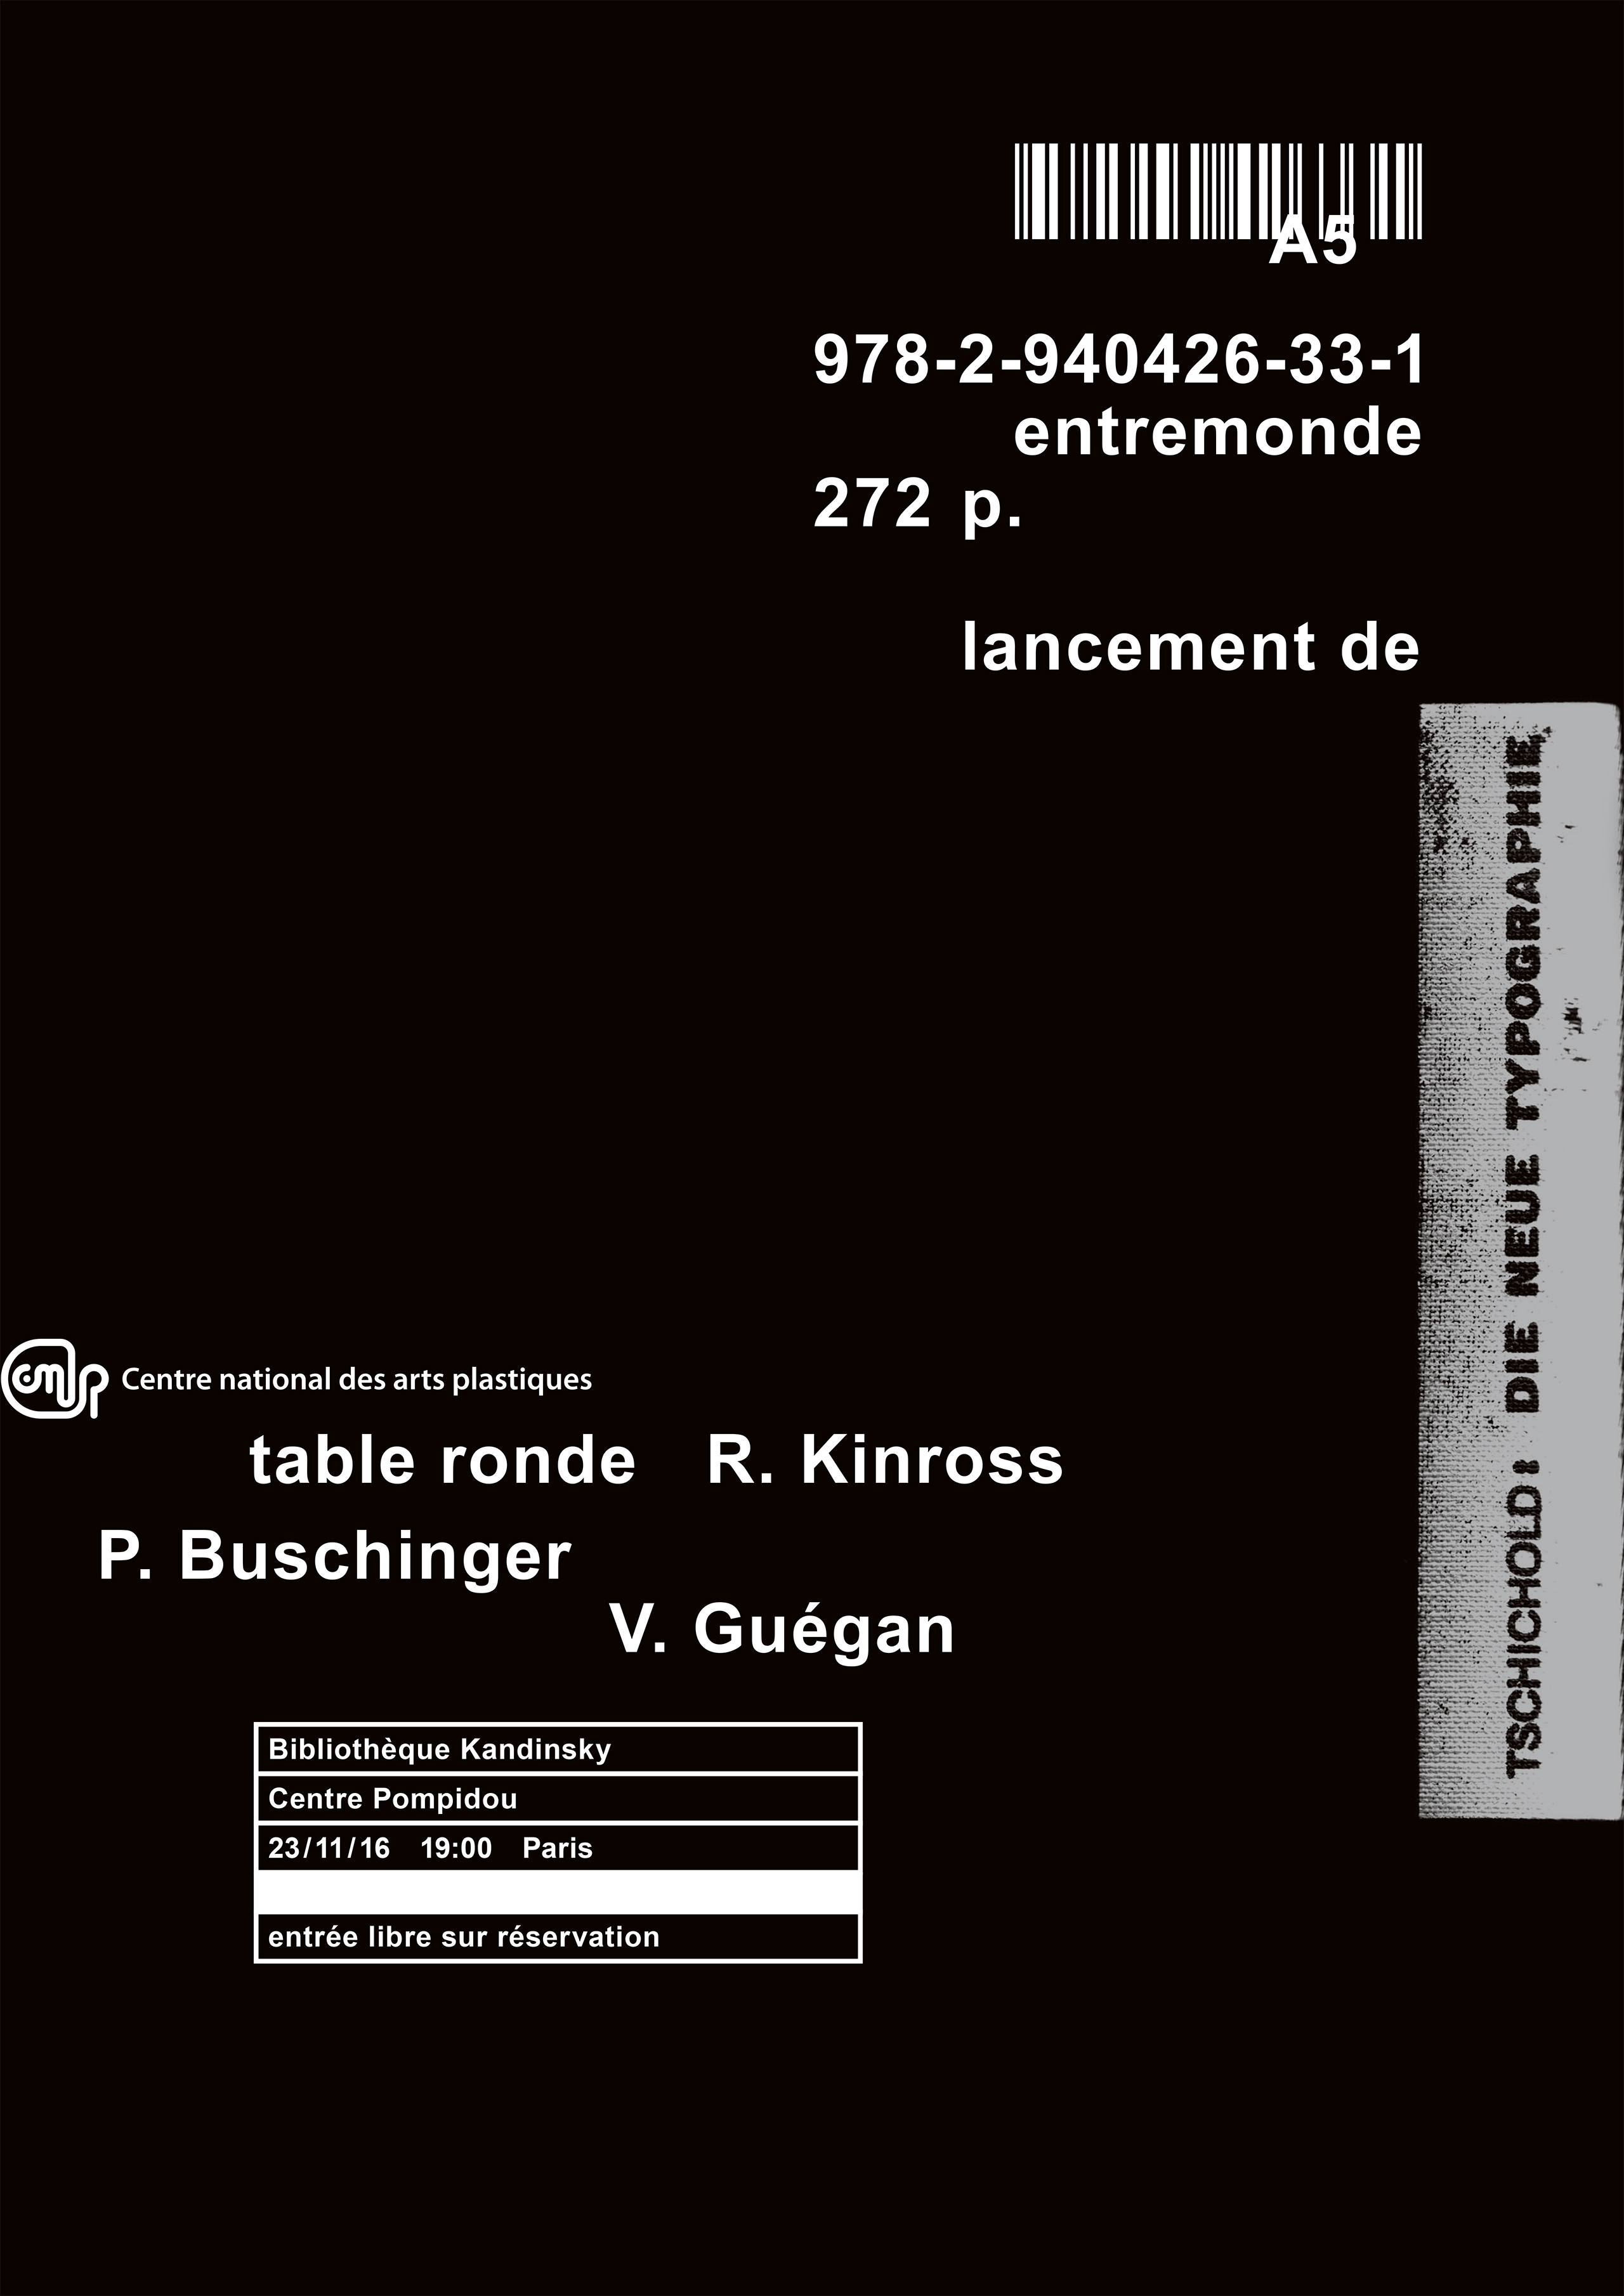 A5
978-2-940426-33-1
entremonde
272 p.
lancement de
TSCHICHOLD: DIE NEUE TYPOGRAPHIE
cnap Centre national des arts plastiques
table ronde R. Kinross
P. Buschinger
V. Guégan
Bibliothèque Kandinsky
Centre Pompidou
23/11/16 19:00 Paris
entrée libre sur réservation